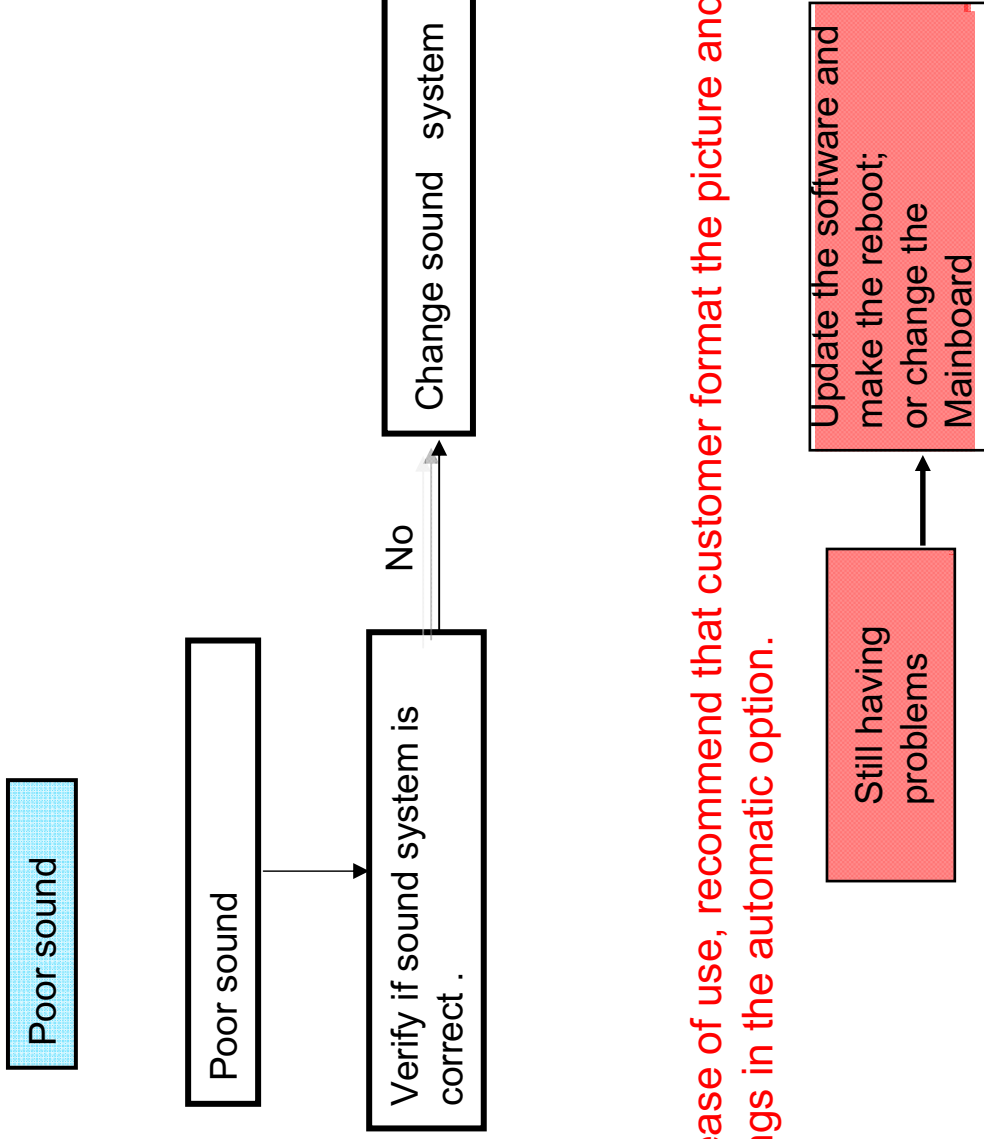 Poor sound
Poor sound
Verify if sound system is
correct .
No
Change sound system
ease of use, recommend that customer format the picture and
ngs in the automatic option.
Still having
problems
Update the software and
make the reboot;
or change the
Mainboard